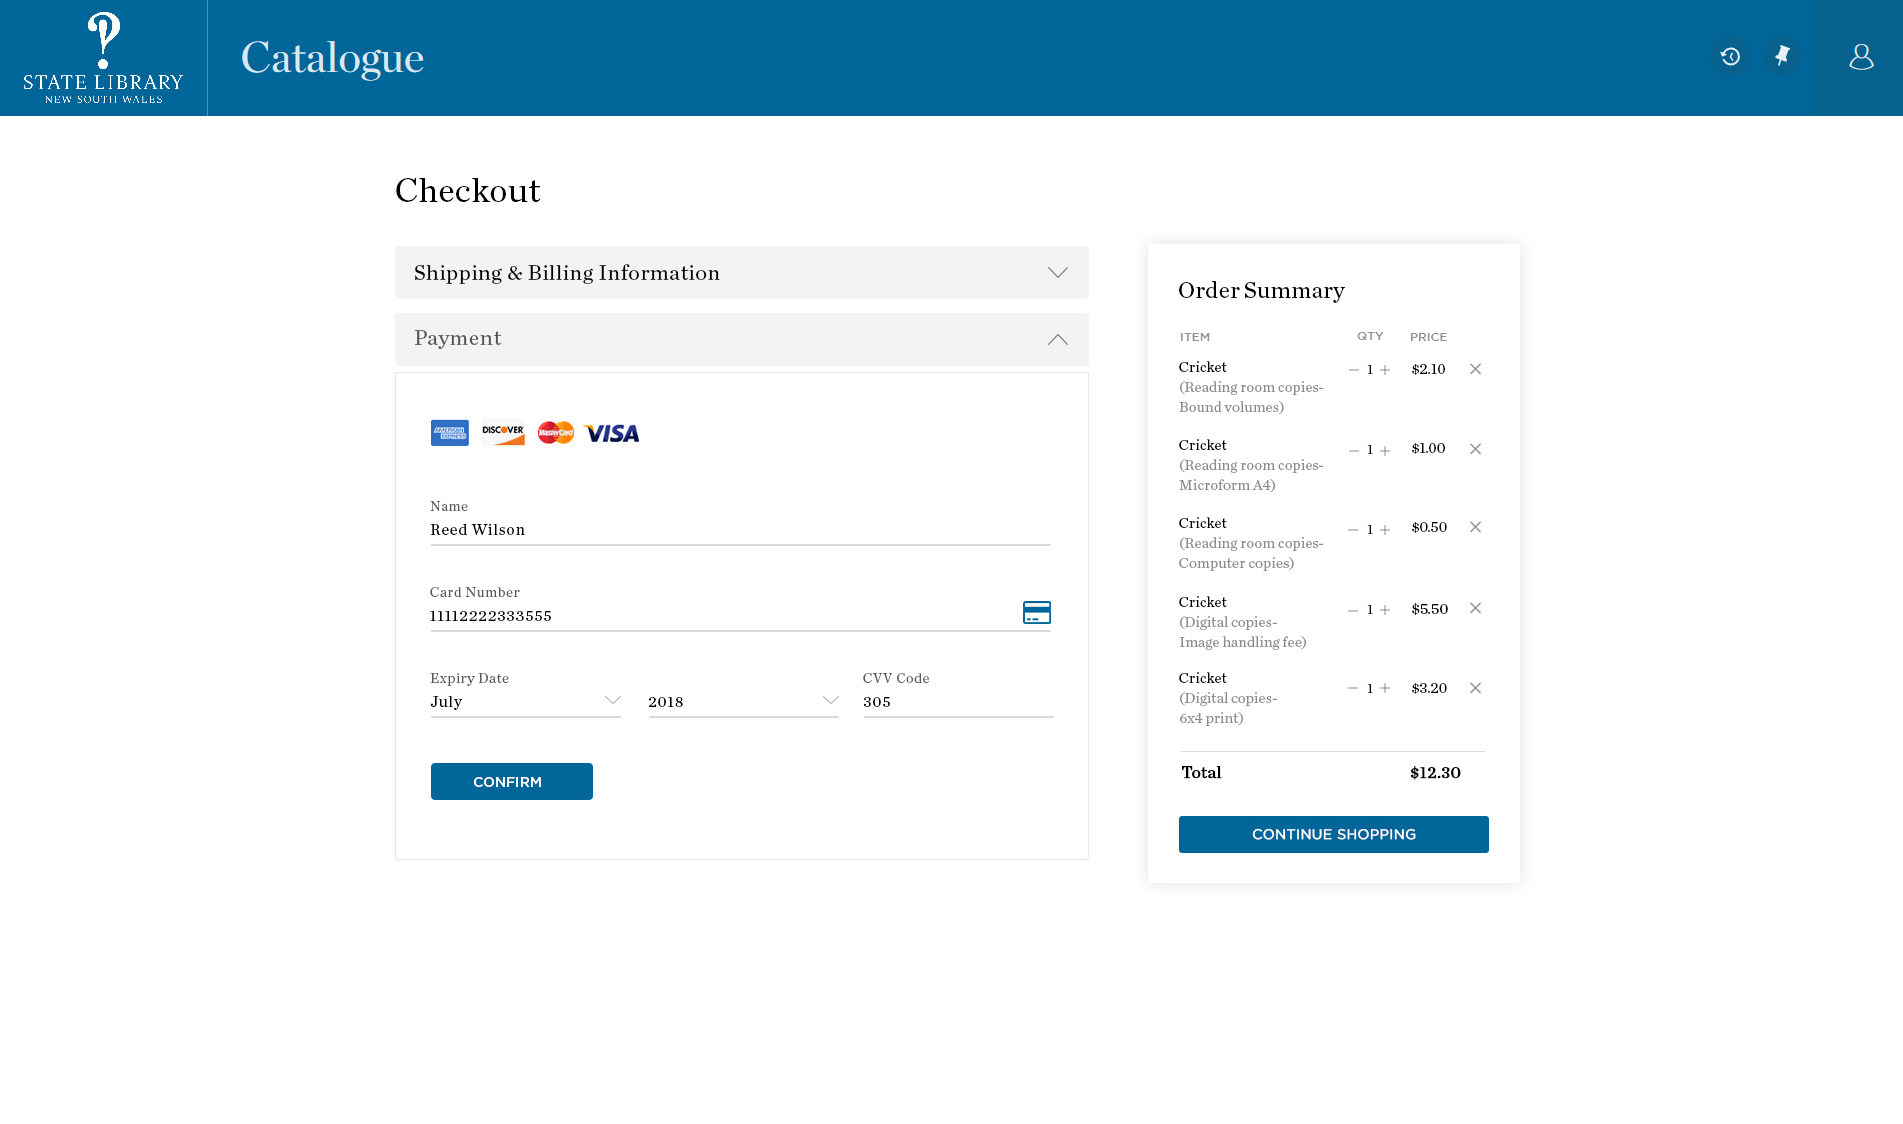 STATE LIBRARY
NEW SOUTH WALES
Catalogue
Checkout
Shipping & Billing Information
Payment
AMERICAN
EXPRESS
DISCOVER
MasterCard
VISA
Name
Reed Wilson
Card Number
11112222333555
Expiry Date
CVV Code
July
2018
305
CONFIRM
Order Summary
ITEM QTY PRICE
Cricket
(Reading room copies-
Bound volumes)
1 $2.10
Cricket
(Reading room copies-
Microform A4)
1 $1.00
Cricket
(Reading room copies-
Computer copies)
1 $0.50
Cricket
(Digital copies-
Image handling fee)
1 $5.50
Cricket
(Digital copies-
6x4 print)
1 $3.20
Total $12.30
CONTINUE SHOPPING